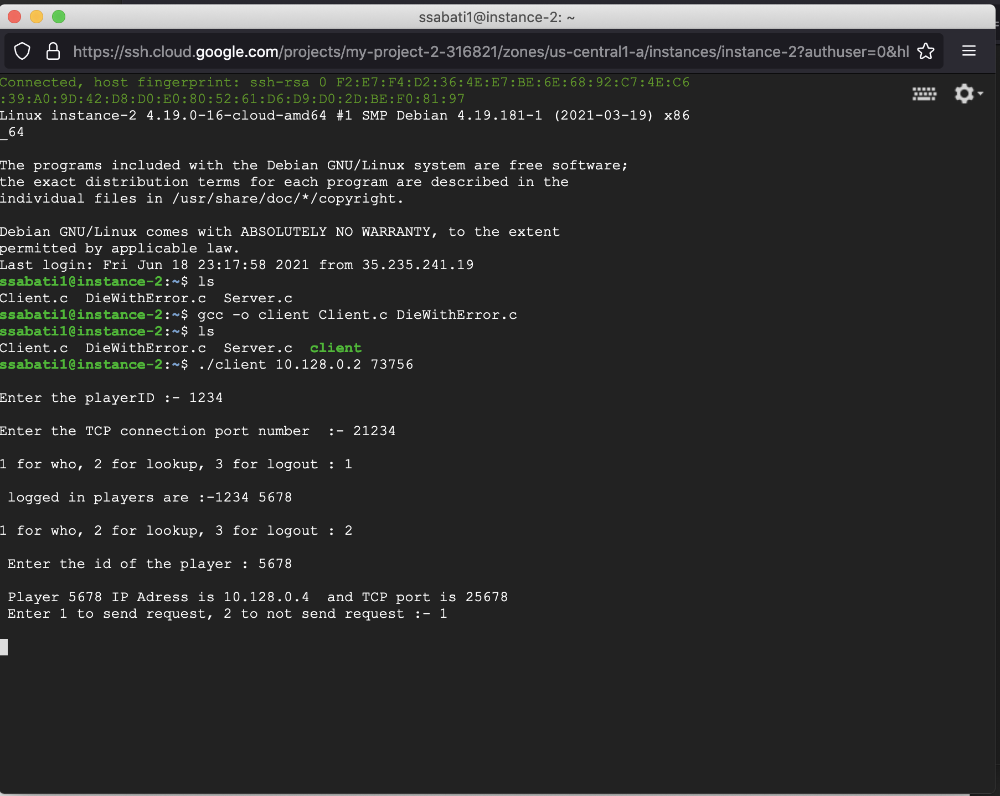 ssabati1@instance-2: ~
https://ssh.cloud.google.com/projects/my-project-2-316821/zones/us-central1-a/instances/instance-2?authuser=0&hl
Connected, host fingerprint: ssh-rsa 0 F2:E7:F4:D2:36:4E:E7:BE:6E:68:92:C7:4E:C6
:39:A0:9D:42:D8:D0:E0:80:52:61:D6:D9:D0:2D:BE:F0:81:97
Linux instance-2 4.19.0-16-cloud-amd64 #1 SMP Debian 4.19.181-1 (2021-03-19) x86
_64
The programs included with the Debian GNU/Linux system are free software;
the exact distribution terms for each program are described in the
individual files in /usr/share/doc/*/copyright.
Debian GNU/Linux comes with ABSOLUTELY NO WARRANTY, to the extent
permitted by applicable law.
Last login: Fri Jun 18 23:17:58 2021 from 35.235.241.19
ssabati1@instance-2:~$ ls
Client.c  DieWithError.c  Server.c
ssabati1@instance-2:~$ gcc -o client Client.c DieWithError.c
ssabati1@instance-2:~$ ls
Client.c  DieWithError.c  Server.c  client
ssabati1@instance-2:~$ ./client 10.128.0.2 73756
Enter the playerID :- 1234
Enter the TCP connection port number  :- 21234
1 for who, 2 for lookup, 3 for logout : 1
logged in players are :-1234 5678
1 for who, 2 for lookup, 3 for logout : 2
Enter the id of the player : 5678
Player 5678 IP Adress is 10.128.0.4  and TCP port is 25678
Enter 1 to send request, 2 to not send request :- 1